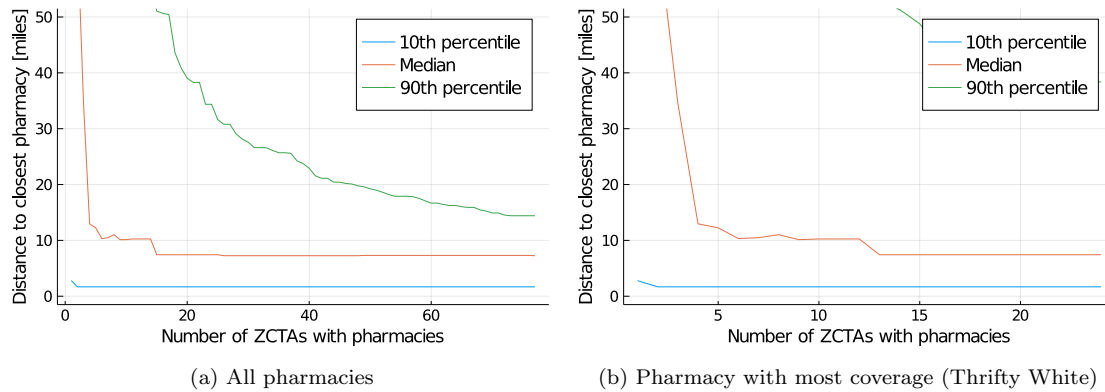 Distance to closest pharmacy [miles]
50
40
30
20
10
0
10th percentile
Median
90th percentile
0
20
40
60
Number of ZCTAs with pharmacies
(a) All pharmacies
Distance to closest pharmacy [miles]
50
40
30
20
10
0
10th percentile
Median
90th percentile
5
10
15
20
Number of ZCTAs with pharmacies
(b) Pharmacy with most coverage (Thrifty White)